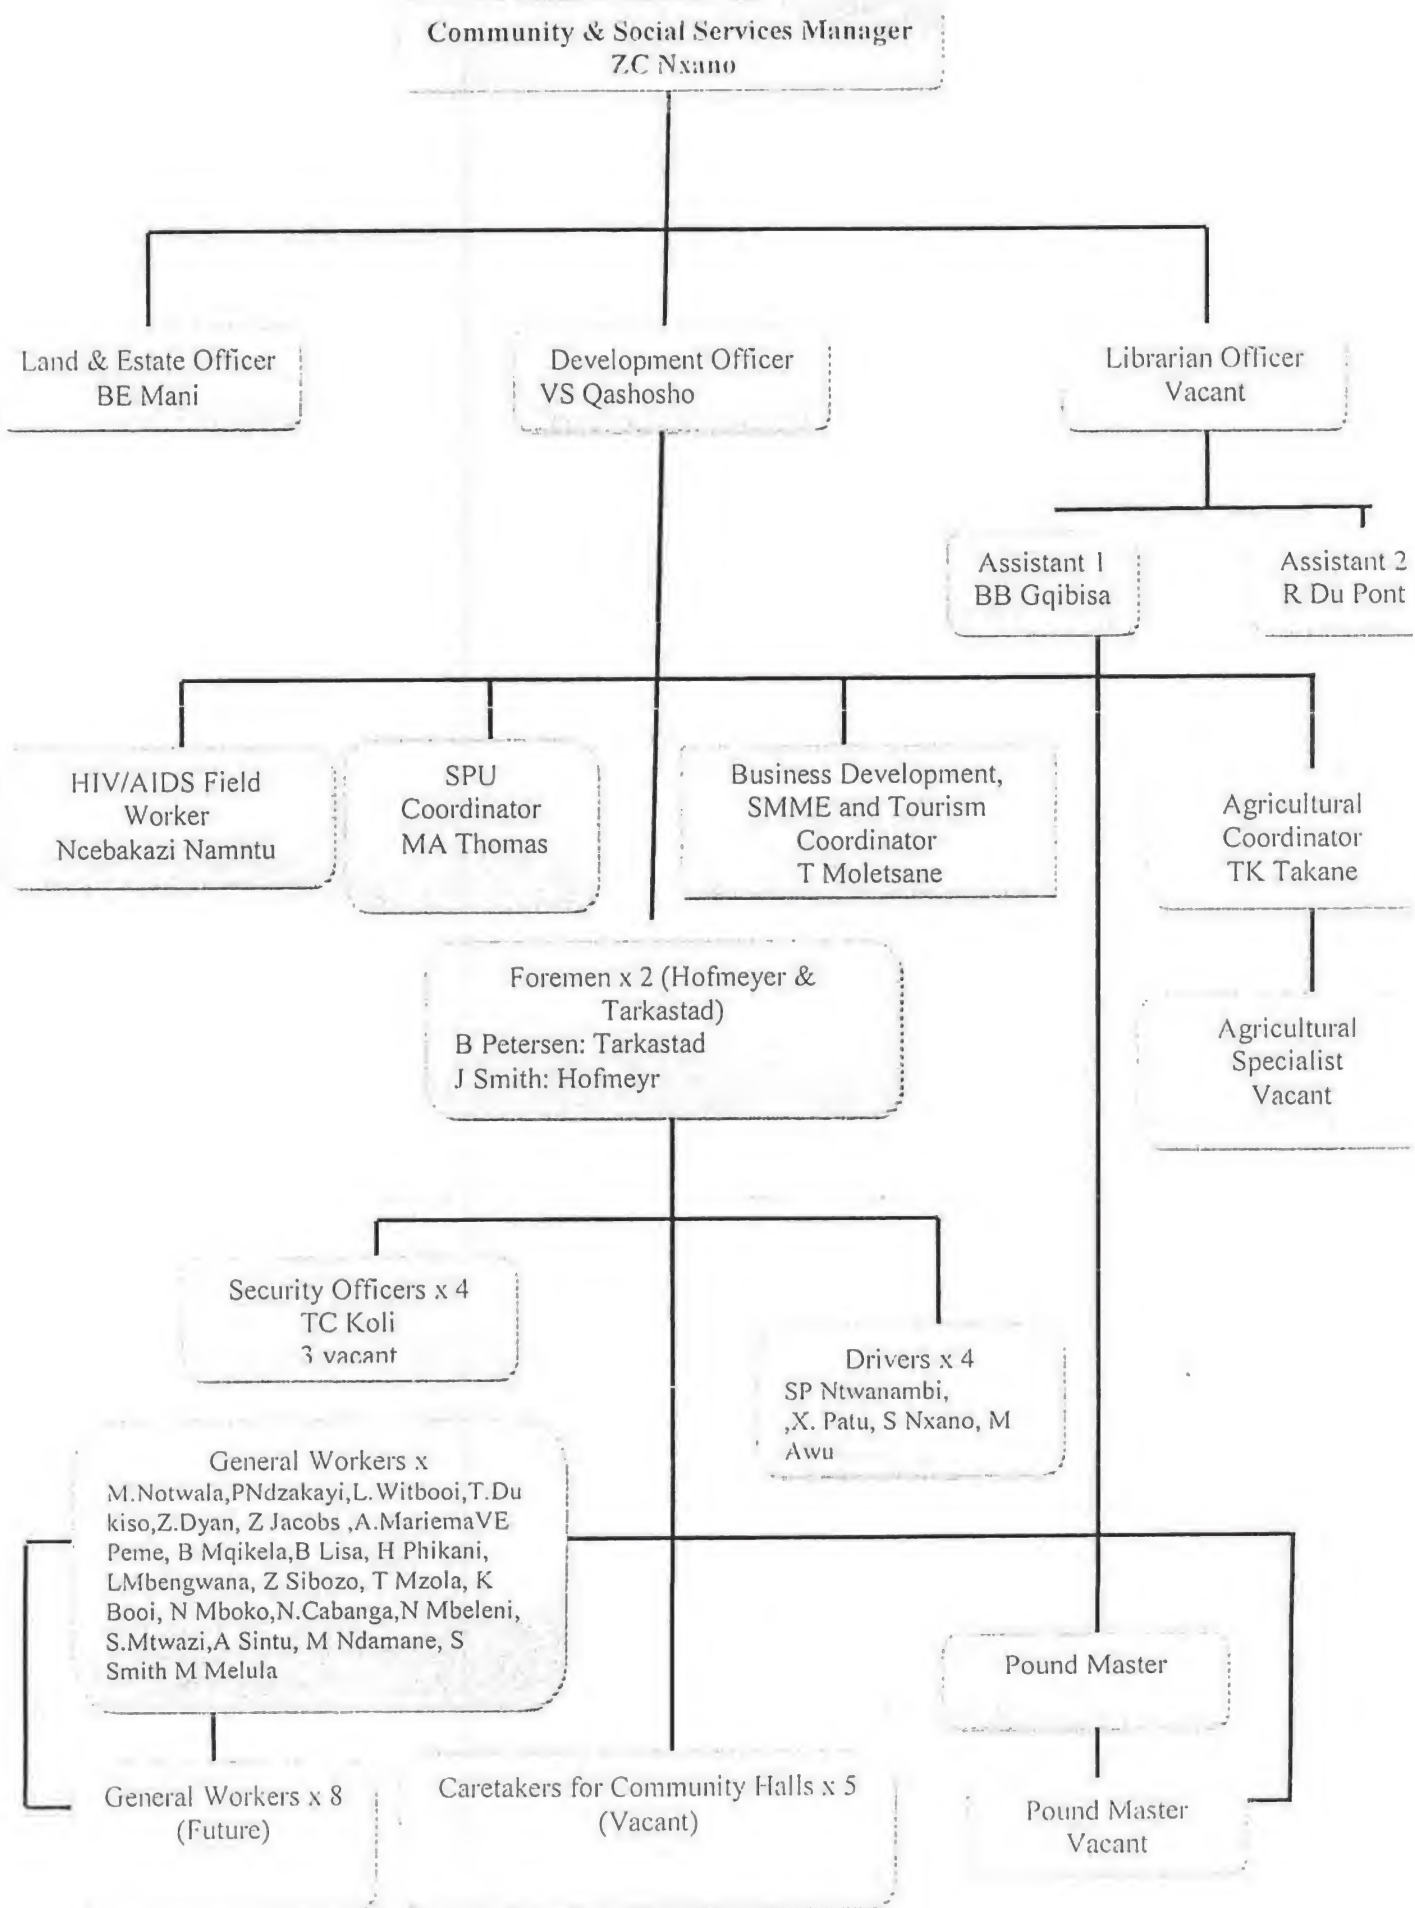 Community & Social Services Manager
ZC Nxano
Land & Estate Officer
BE Mani
Development Officer
VS Qashosho
Librarian Officer
Vacant
Assistant 1
BB Gqibisa
Assistant 2
R Du Pont
HIV/AIDS Field
Worker
Ncebakazi Namntu
SPU
Coordinator
MA Thomas
Business Development,
SMME and Tourism
Coordinator
T Moletsane
Agricultural
Coordinator
TK Takane
Foremen x 2 (Hofmeyer &
Tarkastad)
B Petersen: Tarkastad
J Smith: Hofmeyr
Agricultural
Specialist
Vacant
Security Officers x 4
TC Koli
3 vacant
Drivers x 4
SP Ntwanambi,
,X. Patu, S Nxano, M
Awu
General Workers x
M.Notwala,PNdzakayi,L.Witbooi,T.Du
kiso,Z.Dyan, Z Jacobs ,A.MariemaVE
Peme, B Mqikela,B Lisa, H Phikani,
LMbengwana, Z Sibozo, T Mzola, K
Booi, N Mboko,N.Cabanga,N Mbeleni,
S.Mtwazi,A Sintu, M Ndamane, S
Smith M Melula
Pound Master
General Workers x 8
(Future)
Caretakers for Community Halls x 5
(Vacant)
Pound Master
Vacant